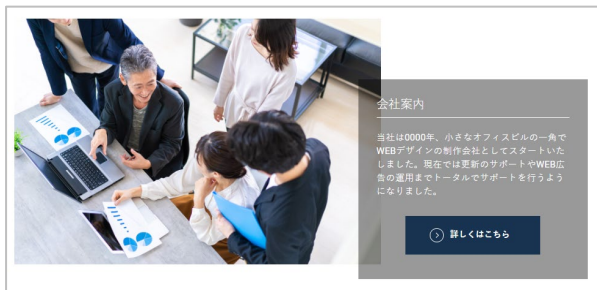 会社案内
当社は0000年、小さなオフィスビルの一角で
WEBデザインの制作会社としてスタートいた
しました。現在では更新のサポートやWEB広
告の運用までトータルでサポートを行うよう
になりました。
詳しくはこちら